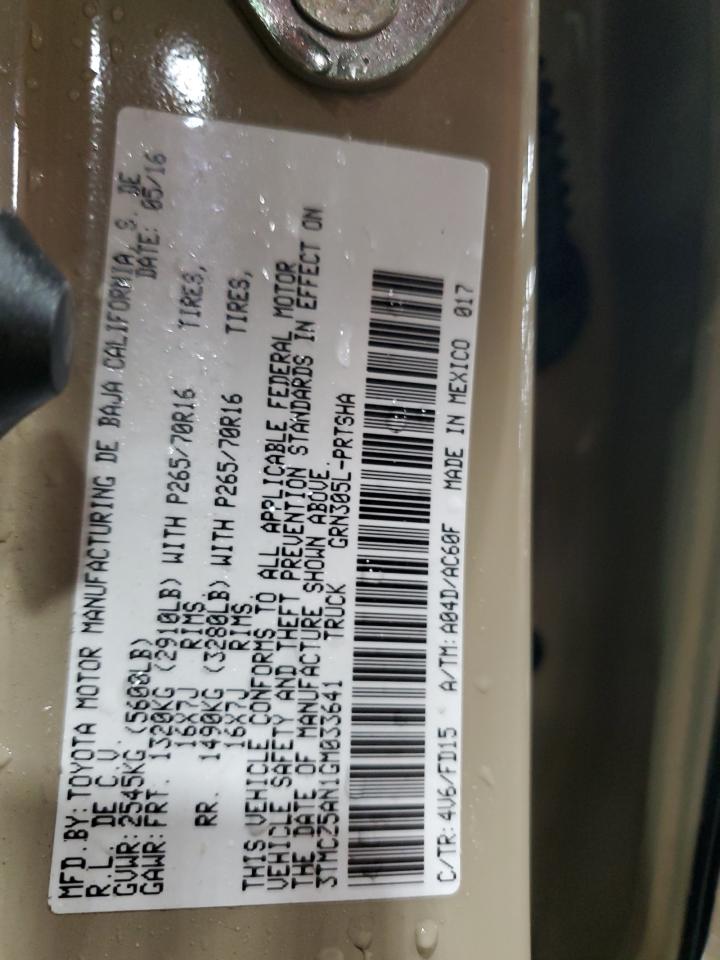 MFD.BY:TOYOTA MOTOR MANUFACTURING DE BAJA CALIFORNIA, S. DE
R.L. DE C.V. DATE: 05/16
GVWR:2545KG (5600LB)
GAWR:FRT. 1320KG (2910LB) WITH P265/70R16 TIRES,
16X7J RIMS,
RR. 1490KG (3280LB) WITH P265/70R16 TIRES,
16X7J RIMS.
THIS VEHICLE CONFORMS TO ALL APPLICABLE FEDERAL MOTOR
VEHICLE SAFETY AND THEFT PREVENTION STANDARDS IN EFFECT ON
THE DATE OF MANUFACTURE SHOWN ABOVE.
3TMCZ5AN1GM033641 TRUCK GRN305L-PRTSHA
C/TR:4V6/FD15 A/TM:A04D/AC60F MADE IN MEXICO 017